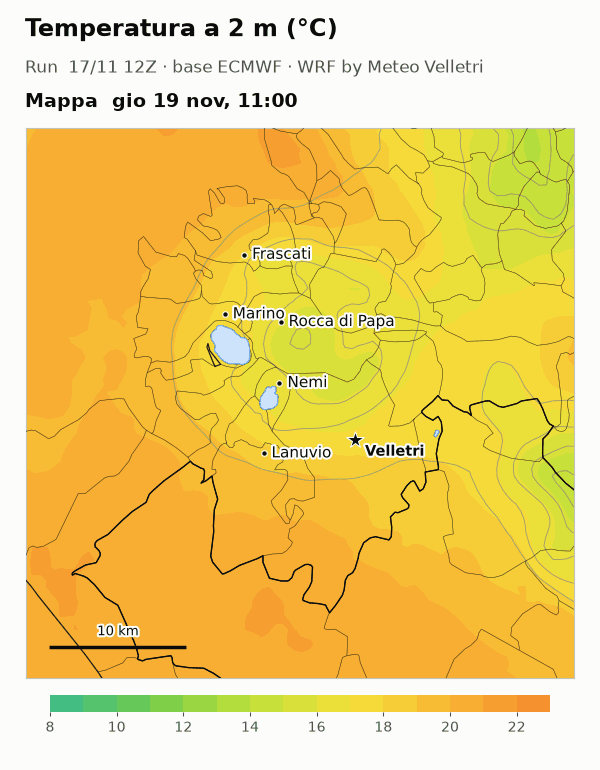 Temperatura a 2 m (°C)
Run  17/11 12Z · base ECMWF · WRF by Meteo Velletri
Mappa  gio 19 nov, 11:00
Frascati
Marino
Rocca di Papa
Nemi
Velletri
Lanuvio
10 km
8 10 12 14 16 18 20 22